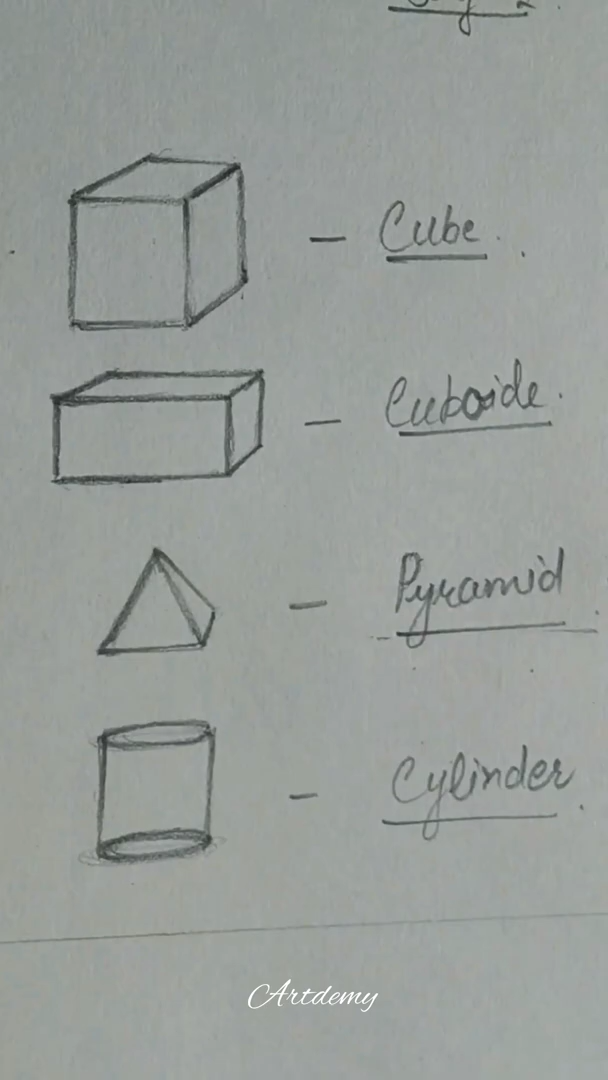 - Cube.
- Cuboide.
- Pyramid
- Cylinder.
Artdemy